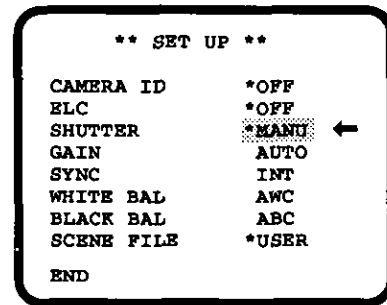 ** SET UP **
CAMERA ID *OFF
ELC *OFF
SHUTTER *MANU ←
GAIN AUTO
SYNC INT
WHITE BAL AWC
BLACK BAL ABC
SCENE FILE *USER
END